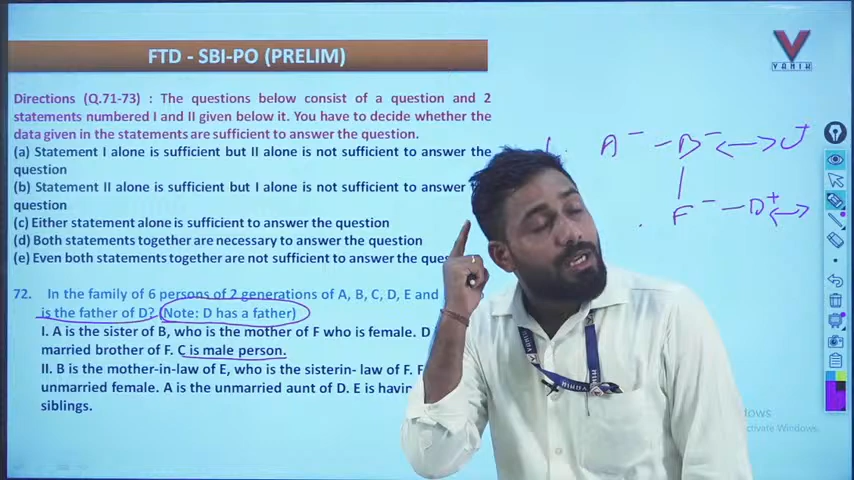 FTD - SBI-PO (PRELIM)
VANIK
Directions (Q.71-73) : The questions below consist of a question and 2
statements numbered I and II given below it. You have to decide whether the
data given in the statements are sufficient to answer the question.
(a) Statement I alone is sufficient but II alone is not sufficient to answer the
question
(b) Statement II alone is sufficient but I alone is not sufficient to answer
question
(c) Either statement alone is sufficient to answer the question
(d) Both statements together are necessary to answer the question
(e) Even both statements together are not sufficient to answer the que
72. In the family of 6 persons of 2 generations of A, B, C, D, E and
is the father of D? (Note: D has a father)
I. A is the sister of B, who is the mother of F who is female. D
married brother of F. C is male person.
II. B is the mother-in-law of E, who is the sisterin- law of F. F
unmarried female. A is the unmarried aunt of D. E is havin
siblings.
A⁻ — B⁻ ↔
F⁻ — D⁺ ↔
VANIK